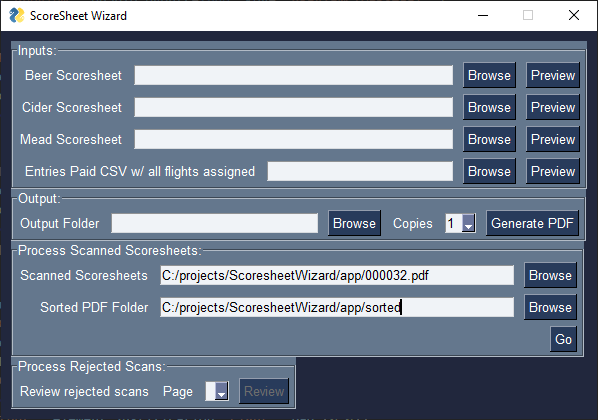 ScoreSheet Wizard
Inputs:
Beer Scoresheet Browse Preview
Cider Scoresheet Browse Preview
Mead Scoresheet Browse Preview
Entries Paid CSV w/ all flights assigned Browse Preview
Output:
Output Folder Browse Copies 1 Generate PDF
Process Scanned Scoresheets:
Scanned Scoresheets C:/projects/ScoresheetWizard/app/000032.pdf Browse
Sorted PDF Folder C:/projects/ScoresheetWizard/app/sorted Browse
Go
Process Rejected Scans:
Review rejected scans Page Review